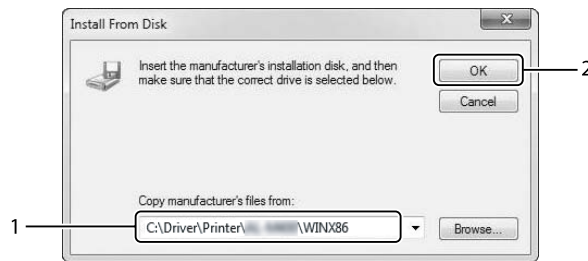 Install From Disk
Insert the manufacturer's installation disk, and then
make sure that the correct drive is selected below.
OK
2
Cancel
Copy manufacturer's files from:
1
C:\Driver\Printer\ \WINX86
Browse...